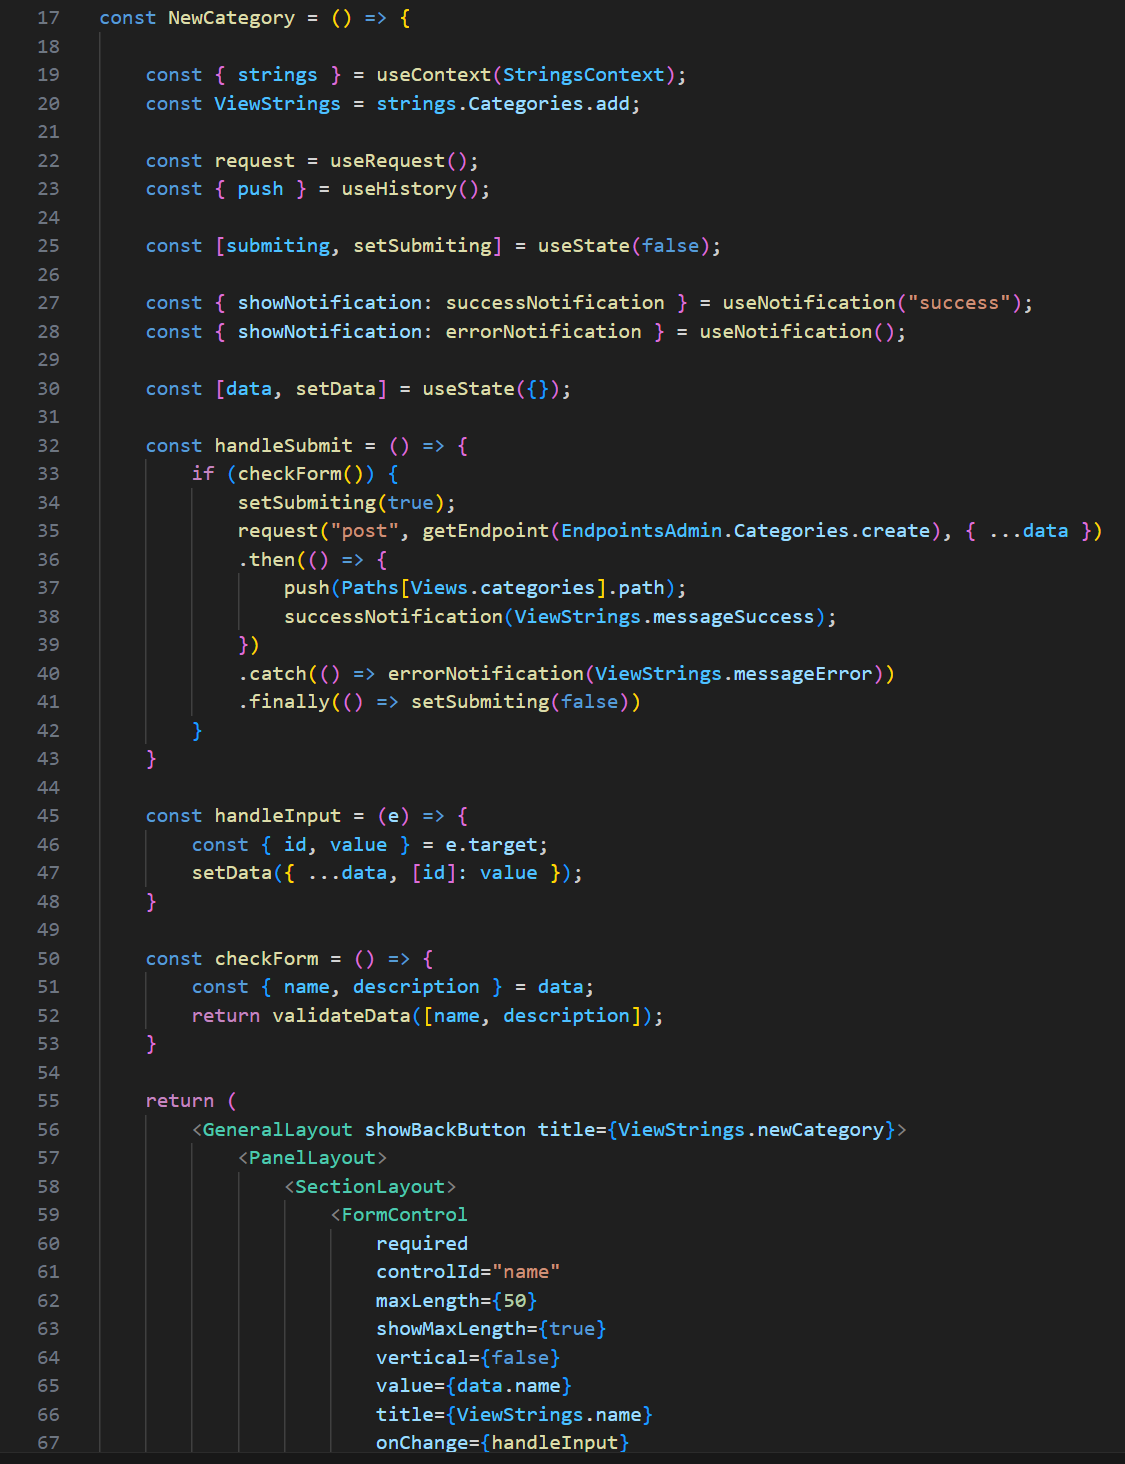 17 const NewCategory = () => {
18
19 const { strings } = useContext(StringsContext);
20 const ViewStrings = strings.Categories.add;
21
22 const request = useRequest();
23 const { push } = useHistory();
24
25 const [submiting, setSubmiting] = useState(false);
26
27 const { showNotification: successNotification } = useNotification("success");
28 const { showNotification: errorNotification } = useNotification();
29
30 const [data, setData] = useState({});
31
32 const handleSubmit = () => {
33 if (checkForm()) {
34 setSubmiting(true);
35 request("post", getEndpoint(EndpointsAdmin.Categories.create), { ...data })
36 .then(() => {
37 push(Paths[Views.categories].path);
38 successNotification(ViewStrings.messageSuccess);
39 })
40 .catch(() => errorNotification(ViewStrings.messageError))
41 .finally(() => setSubmiting(false))
42 }
43 }
44
45 const handleInput = (e) => {
46 const { id, value } = e.target;
47 setData({ ...data, [id]: value });
48 }
49
50 const checkForm = () => {
51 const { name, description } = data;
52 return validateData([name, description]);
53 }
54
55 return (
56 <GeneralLayout showBackButton title={ViewStrings.newCategory}>
57 <PanelLayout>
58 <SectionLayout>
59 <FormControl
60 required
61 controlId="name"
62 maxLength={50}
63 showMaxLength={true}
64 vertical={false}
65 value={data.name}
66 title={ViewStrings.name}
67 onChange={handleInput}